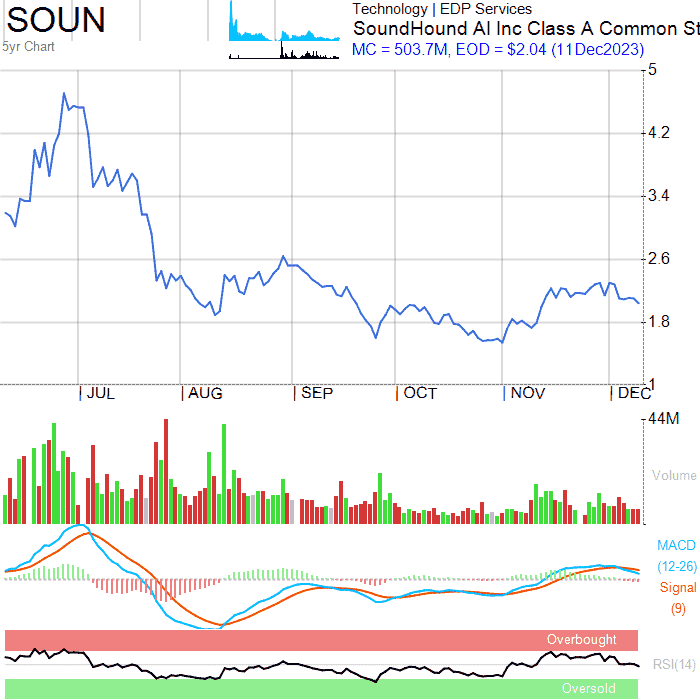 SOUN
Technology | EDP Services
SoundHound AI Inc Class A Common St
5yr Chart
MC = 503.7M, EOD = $2.04 (11Dec2023)
5
4.2
3.4
2.6
1.8
1
JUL AUG SEP OCT NOV DEC
44M
Volume
MACD
(12-26)
Signal
(9)
Overbought
RSI(14)
Oversold